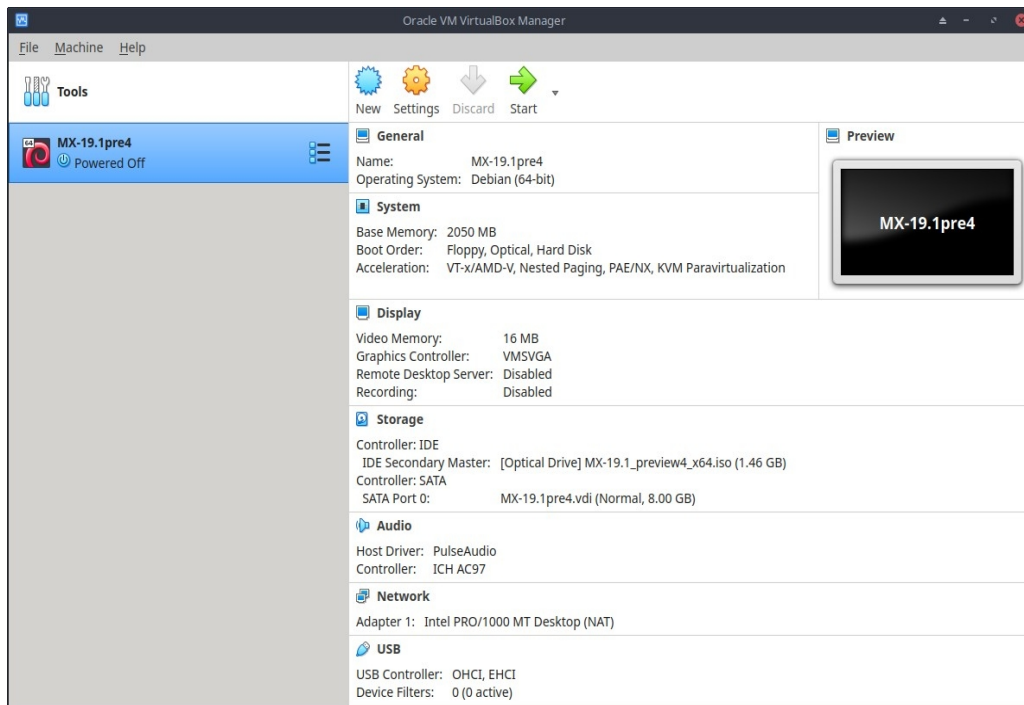 Oracle VM VirtualBox Manager
File Machine Help
Tools
New Settings Discard Start
64
MX-19.1pre4
Powered Off
General
Name: MX-19.1pre4
Operating System: Debian (64-bit)
Preview
MX-19.1pre4
System
Base Memory: 2050 MB
Boot Order: Floppy, Optical, Hard Disk
Acceleration: VT-x/AMD-V, Nested Paging, PAE/NX, KVM Paravirtualization
Display
Video Memory: 16 MB
Graphics Controller: VMSVGA
Remote Desktop Server: Disabled
Recording: Disabled
Storage
Controller: IDE
IDE Secondary Master: [Optical Drive] MX-19.1_preview4_x64.iso (1.46 GB)
Controller: SATA
SATA Port 0: MX-19.1pre4.vdi (Normal, 8.00 GB)
Audio
Host Driver: PulseAudio
Controller: ICH AC97
Network
Adapter 1: Intel PRO/1000 MT Desktop (NAT)
USB
USB Controller: OHCI, EHCI
Device Filters: 0 (0 active)